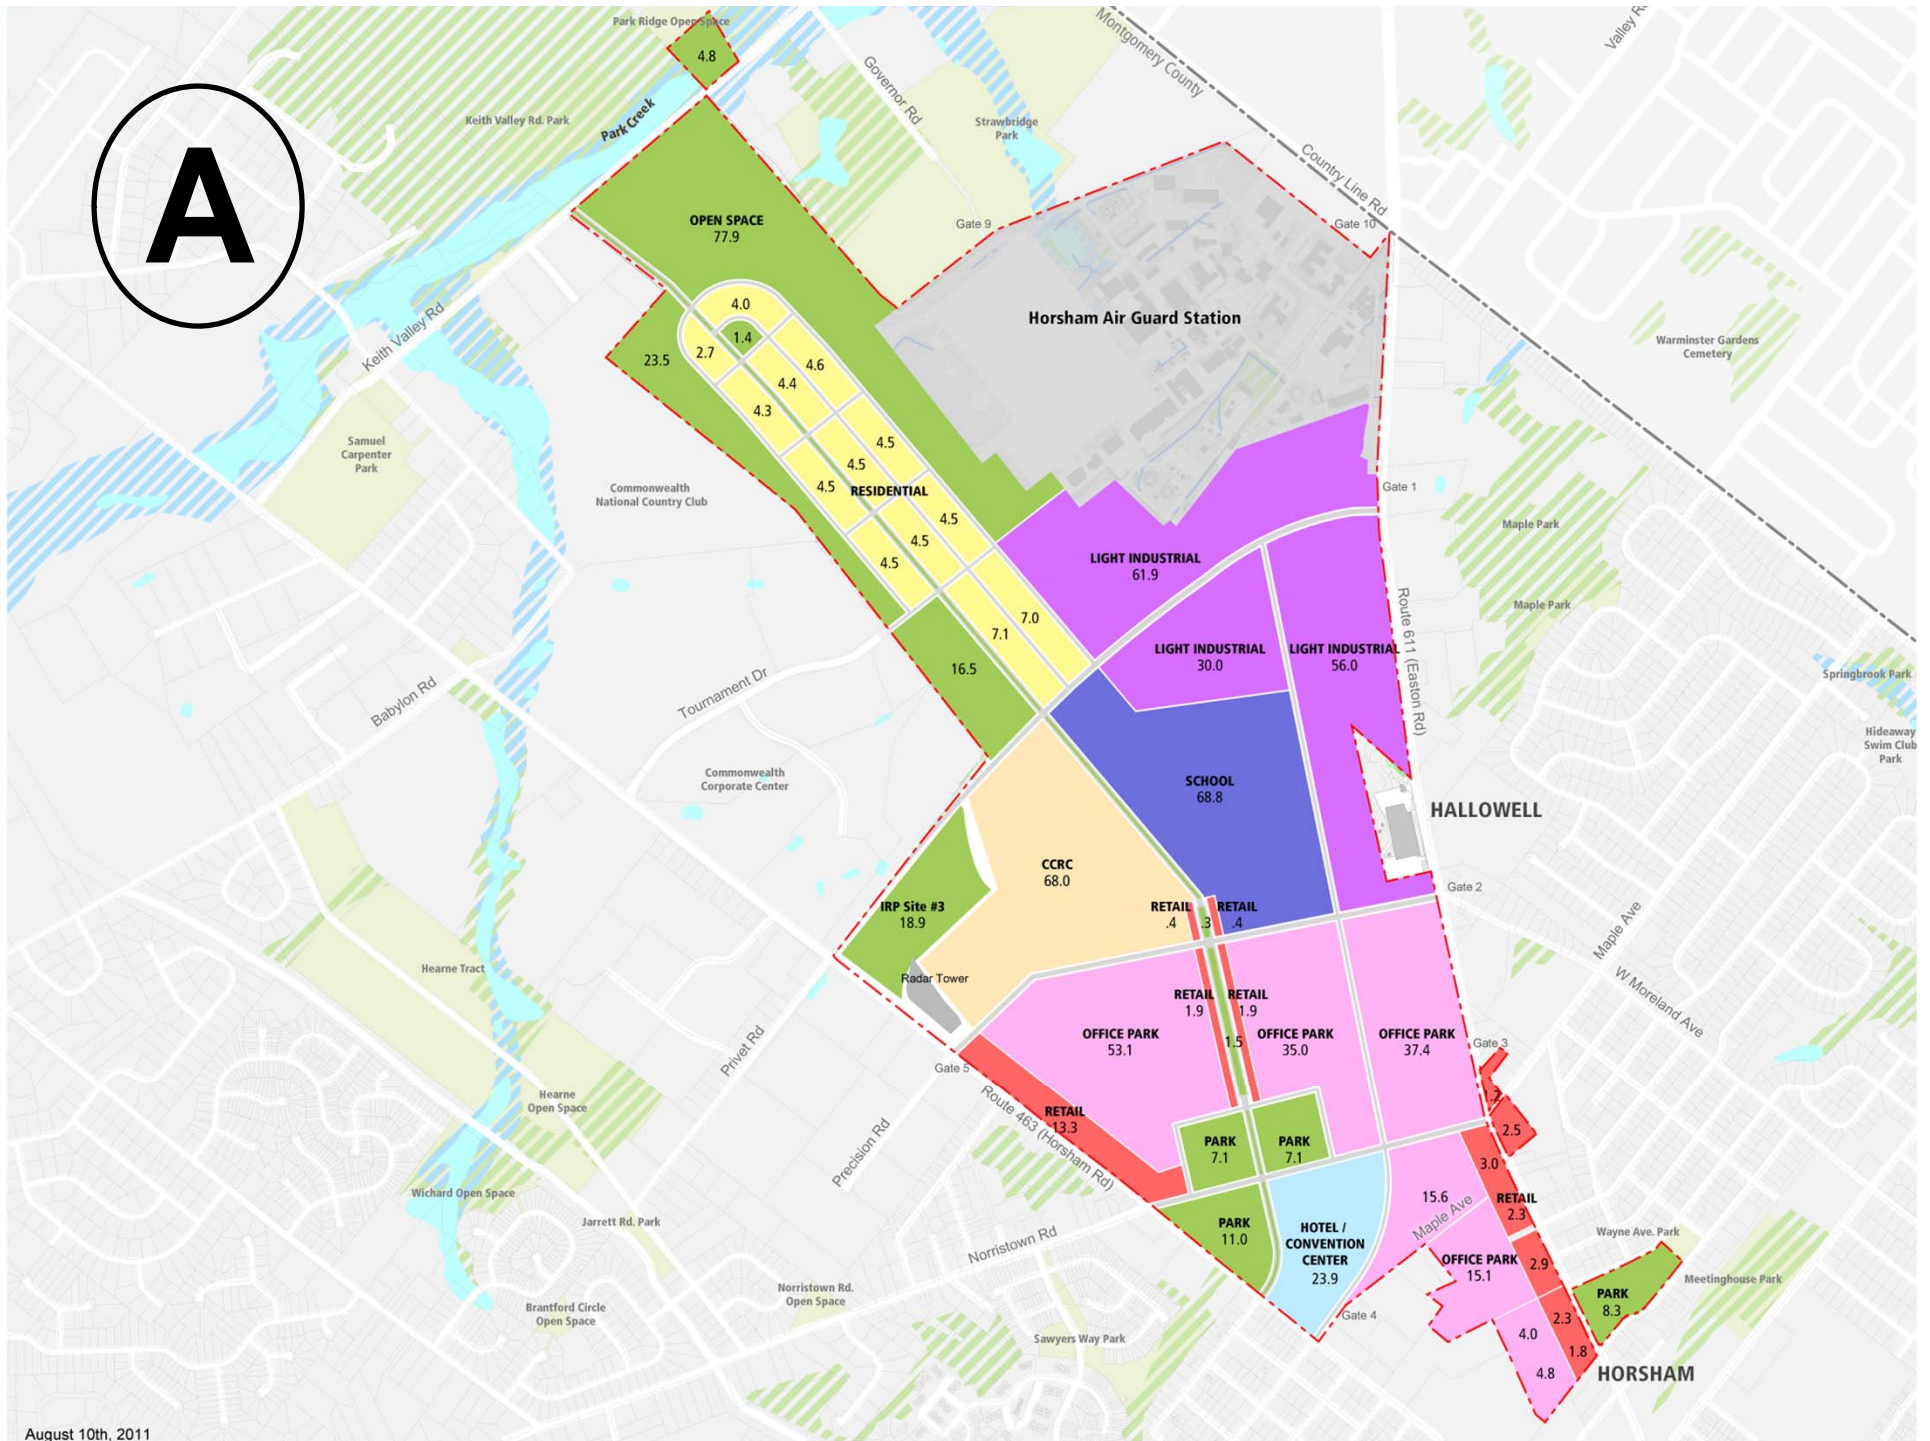 Park Ridge Open Space
4.8
A
Keith Valley Rd. Park
Park Creek
Governor Rd
Strawbridge
Park
Montgomery County
Valley R
Country Line Rd
Gate 9
Gate 10
OPEN SPACE
77.9
Horsham Air Guard Station
Keith Valley Rd
Warminster Gardens
Cemetery
4.0
1.4
2.7
23.5
4.6
4.4
4.3
4.5
4.5
4.5
RESIDENTIAL
4.5
4.5
4.5
7.0
7.1
16.5
Samuel
Carpenter
Park
Commonwealth
National Country Club
Gate 1
Maple Park
Maple Park
LIGHT INDUSTRIAL
61.9
LIGHT INDUSTRIAL
30.0
LIGHT INDUSTRIAL
56.0
Route 611 (Easton Rd)
Springbrook Park
Hideaway
Swim Club
Park
Babylon Rd
Tournament Dr
Commonwealth
Corporate Center
SCHOOL
68.8
HALLOWELL
CCRC
68.0
Gate 2
IRP Site #3
18.9
RETAIL
.4
.3
RETAIL
.4
Maple Ave
W Moreland Ave
Hearne Tract
Radar Tower
RETAIL
1.9
RETAIL
1.9
1.5
OFFICE PARK
53.1
OFFICE PARK
35.0
OFFICE PARK
37.4
Privet Rd
Gate 5
Gate 3
1.2
2.5
Hearne
Open Space
Route 463 (Horsham Rd)
RETAIL
13.3
Precision Rd
PARK
7.1
PARK
7.1
3.0
Wichard Open Space
Jarrett Rd. Park
15.6
Maple Ave
RETAIL
2.3
PARK
11.0
HOTEL /
CONVENTION
CENTER
23.9
Norristown Rd
Wayne Ave. Park
OFFICE PARK
15.1
2.9
Meetinghouse Park
Norristown Rd.
Open Space
PARK
8.3
Brantford Circle
Open Space
Gate 4
2.3
4.0
1.8
Sawyers Way Park
4.8
HORSHAM
August 10th, 2011